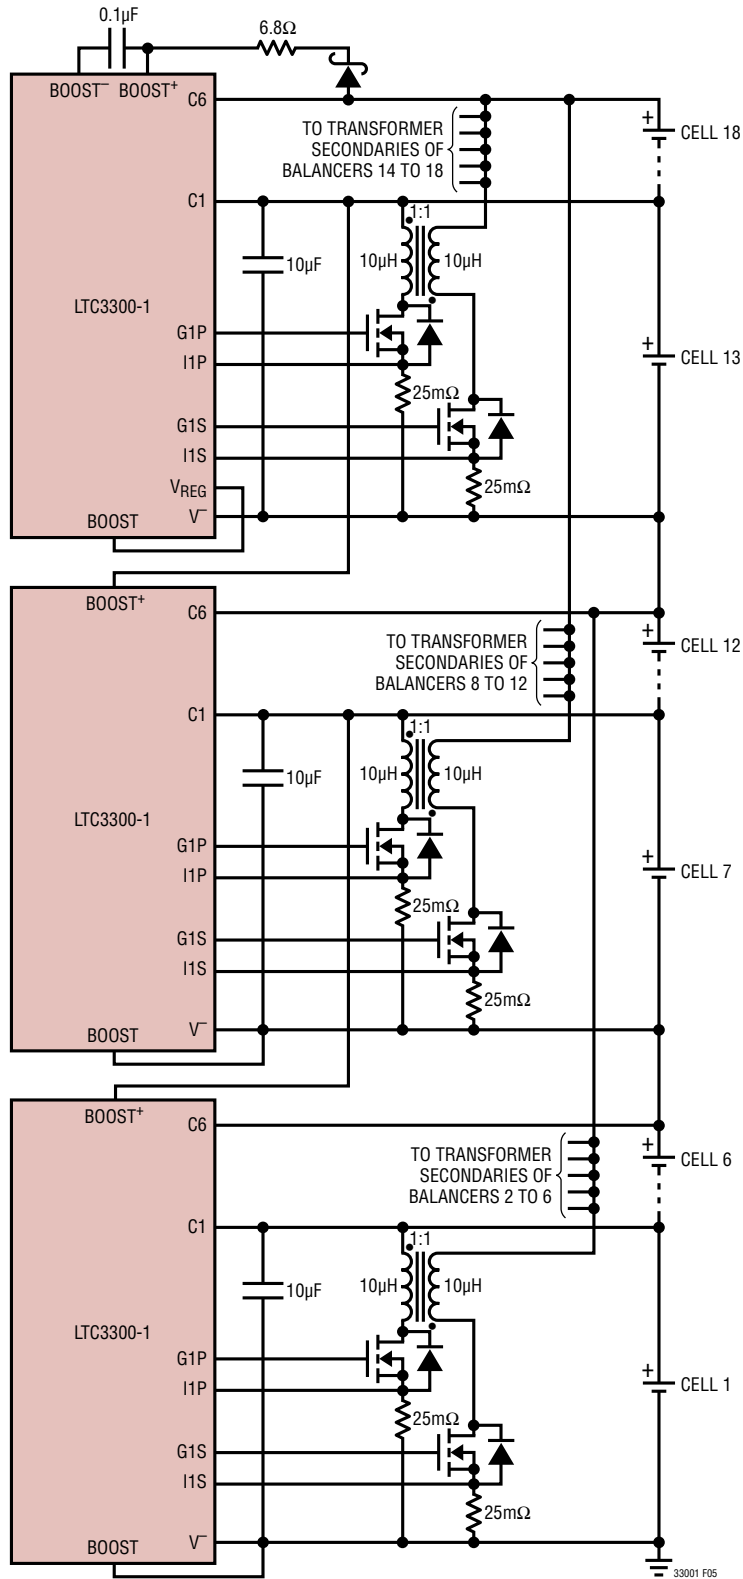 0.1µF
6.8Ω
BOOST⁻ BOOST⁺
C6
TO TRANSFORMER
SECONDARIES OF
BALANCERS 14 TO 18
+
CELL 18
C1
1:1
10µF
10µH
10µH
LTC3300-1
G1P
I1P
25mΩ
+
CELL 13
G1S
I1S
25mΩ
VREG
BOOST
V⁻
BOOST⁺
C6
TO TRANSFORMER
SECONDARIES OF
BALANCERS 8 TO 12
+
CELL 12
C1
1:1
10µF
10µH
10µH
LTC3300-1
G1P
I1P
25mΩ
+
CELL 7
G1S
I1S
25mΩ
BOOST
V⁻
BOOST⁺
C6
TO TRANSFORMER
SECONDARIES OF
BALANCERS 2 TO 6
+
CELL 6
C1
1:1
10µF
10µH
10µH
LTC3300-1
G1P
I1P
25mΩ
+
CELL 1
G1S
I1S
25mΩ
BOOST
V⁻
33001 F05